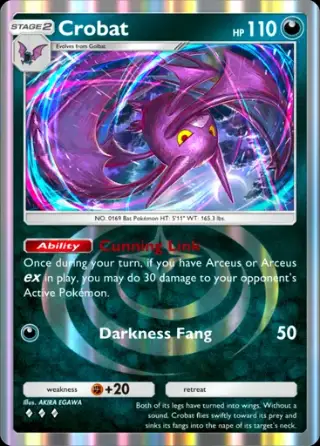 STAGE 2
Crobat
HP 110
Evolves from Golbat
NO. 0169 Bat Pokémon HT: 5'11" WT: 165.3 lbs.
Ability Cunning Link
Once during your turn, if you have Arceus or Arceus
ex in play, you may do 30 damage to your opponent's
Active Pokémon.
Darkness Fang 50
weakness +20 retreat
Illus. AKIRA EGAWA
Both of its legs have turned into wings. Without a
sound, Crobat flies swiftly toward its prey and
sinks its fangs into the nape of its target's neck.